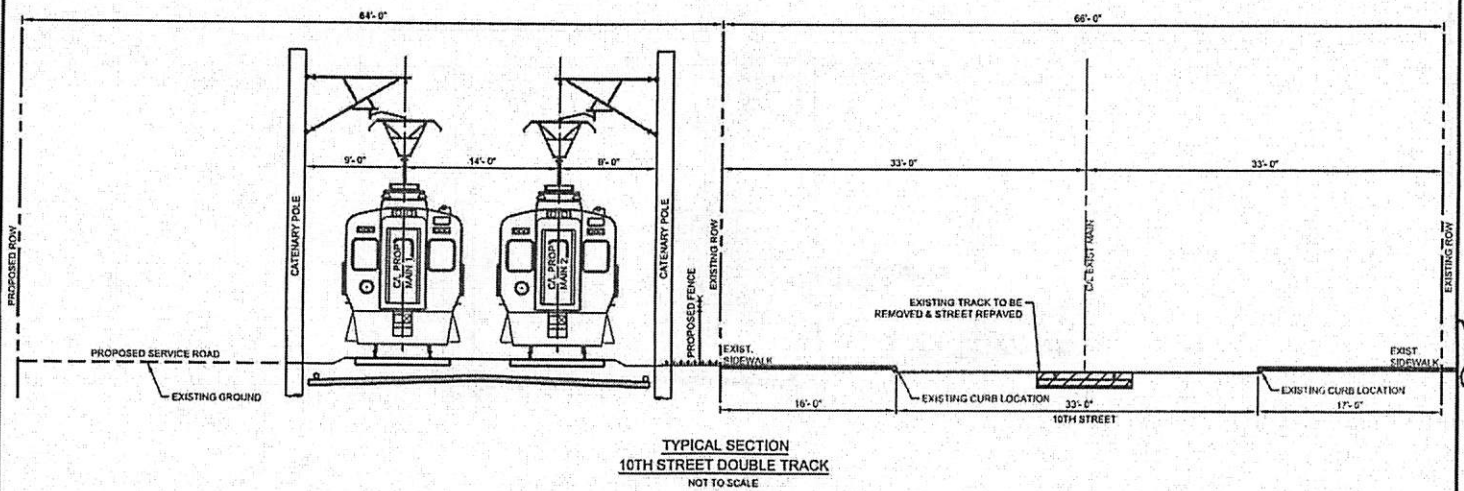 64'- 0"
66'- 0"
9'- 0"
14'- 0"
33'- 0"
33'- 0"
PROPOSED ROW
CATENARY POLE
C/L PROP
MAIN 1
C/L PROP
MAIN 2
CATENARY POLE
PROPOSED FENCE
EXISTING ROW
C/L EXIST MAIN
EXISTING ROW
EXISTING TRACK TO BE
REMOVED & STREET REPAVED
PROPOSED SERVICE ROAD
EXISTING GROUND
EXIST.
SIDEWALK
EXIST.
SIDEWALK
EXISTING CURB LOCATION
EXISTING CURB LOCATION
16'- 0"
33'- 0"
10TH STREET
17'- 0"
TYPICAL SECTION
10TH STREET DOUBLE TRACK
NOT TO SCALE